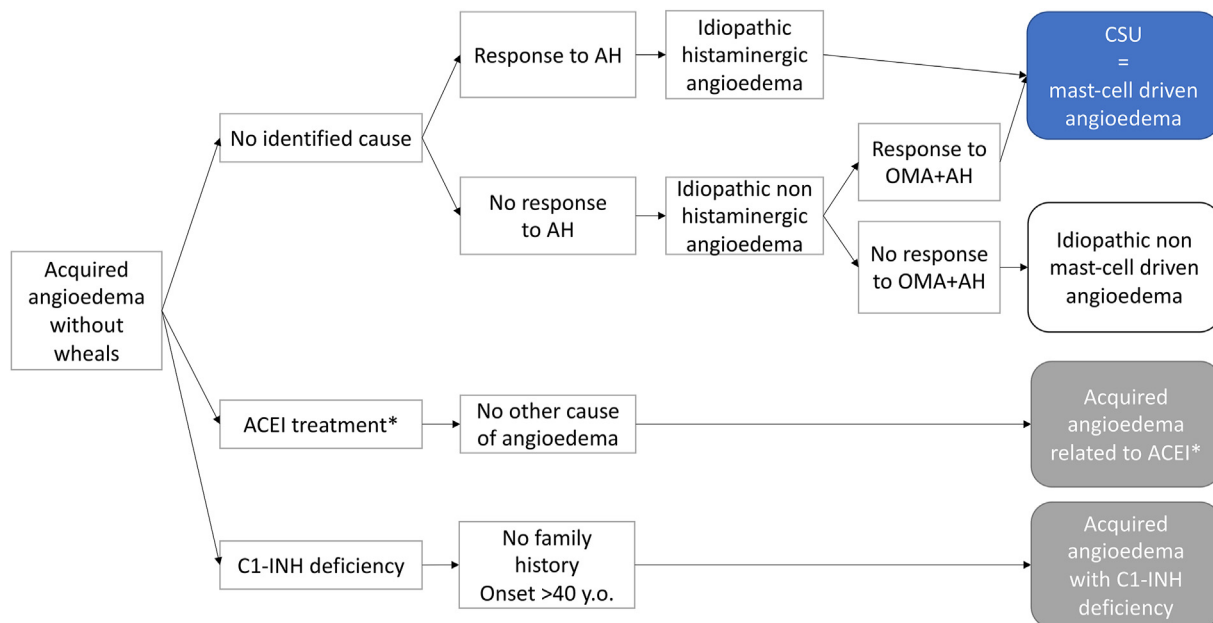 Acquired
angioedema
without
wheals
No identified cause
Response to AH
Idiopathic
histaminergic
angioedema
CSU
=
mast-cell driven
angioedema
No response
to AH
Idiopathic non
histaminergic
angioedema
Response to
OMA+AH
No response
to OMA+AH
Idiopathic non
mast-cell driven
angioedema
ACEI treatment*
No other cause
of angioedema
Acquired
angioedema
related to ACEI*
C1-INH deficiency
No family
history
Onset >40 y.o.
Acquired
angioedema
with C1-INH
deficiency